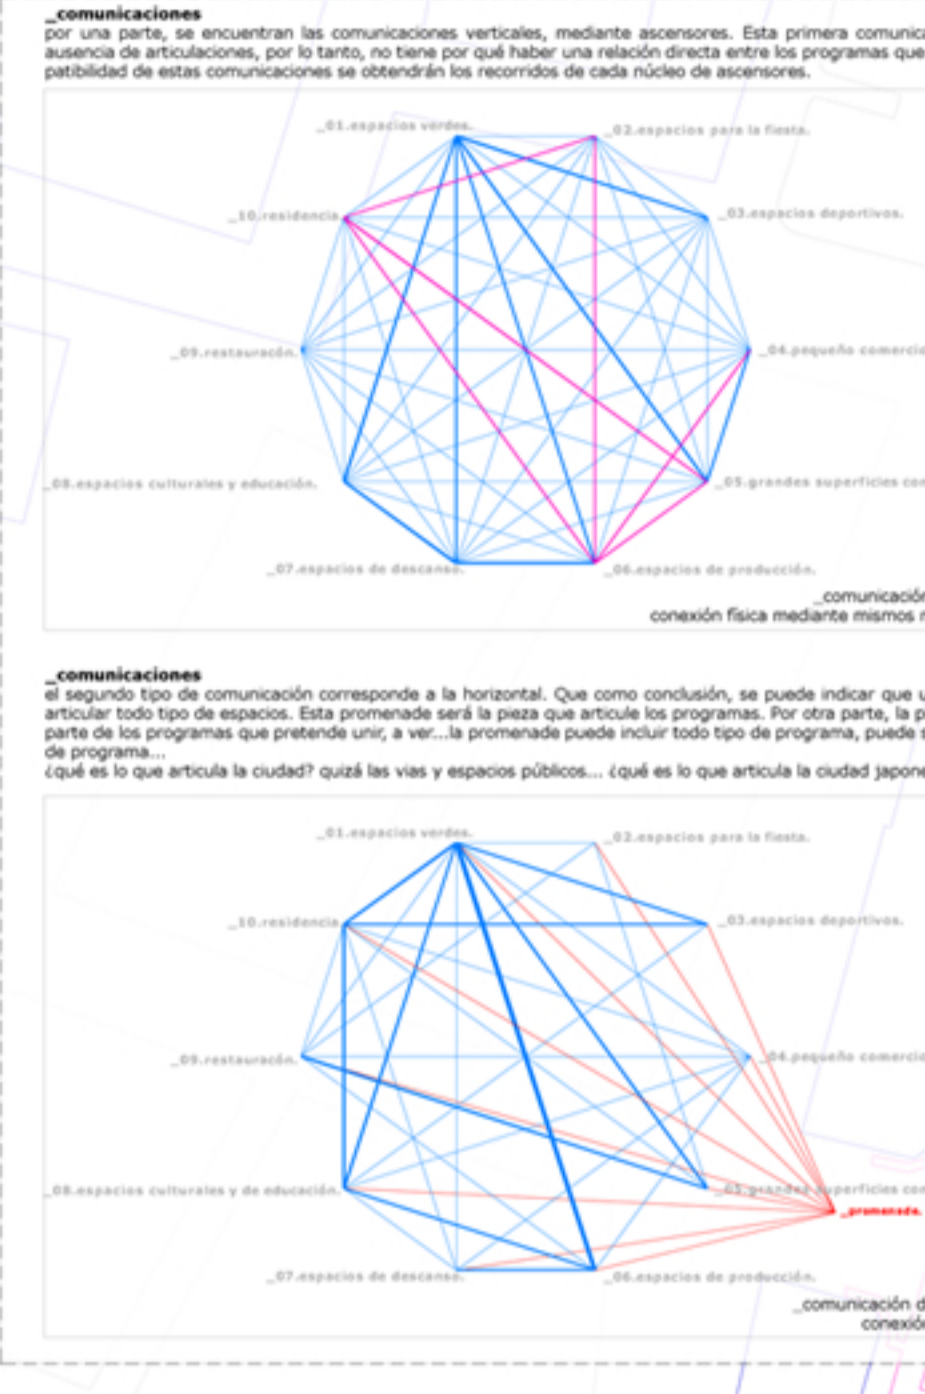 _comunicaciones
por una parte, se encuentran las comunicaciones verticales, mediante ascensores. Esta primera comunica
ausencia de articulaciones, por lo tanto, no tiene por qué haber una relación directa entre los programas que
patibilidad de estas comunicaciones se obtendrán los recorridos de cada núcleo de ascensores.
_01.espacios verdes.
_02.espacios para la fiesta.
_10.residencia.
_03.espacios deportivos.
_09.restauracón.
_04.pequeño comercio
_08.espacios culturales y educación.
_05.grandes superficies com
_07.espacios de descanso.
_06.espacios de producción.
_comunicación
conexión física mediante mismos
_comunicaciones
el segundo tipo de comunicación corresponde a la horizontal. Que como conclusión, se puede indicar que u
articular todo tipo de espacios. Esta promenade será la pieza que articule los programas. Por otra parte, la p
parte de los programas que pretende unir, a ver...la promenade puede incluir todo tipo de programa, puede s
de programa...
¿qué es lo que articula la ciudad? quizá las vias y espacios públicos... ¿qué es lo que articula la ciudad japone
_01.espacios verdes.
_02.espacios para la fiesta.
_10.residencia.
_03.espacios deportivos.
_09.restauracón.
_04.pequeño comercio
_08.espacios culturales y de educación.
_05.grandes superficies com
_promenade.
_07.espacios de descanso.
_06.espacios de producción.
_comunicación d
conexión